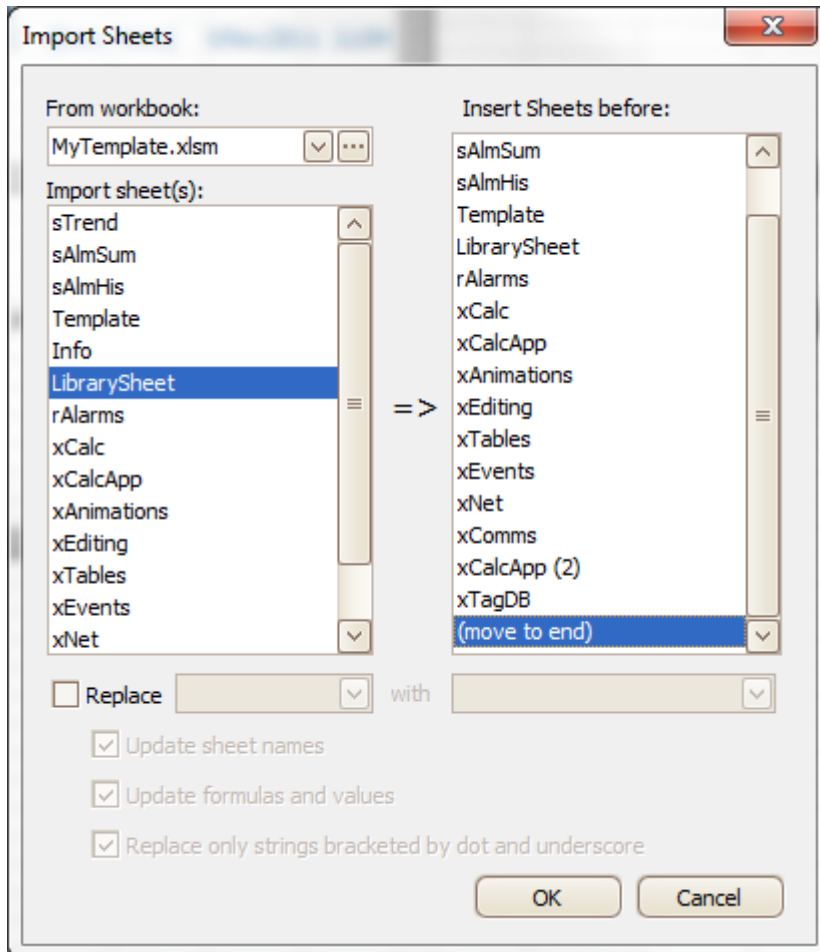 Import Sheets
From workbook:
MyTemplate.xlsm
Import sheet(s):
sTrend
sAlmSum
sAlmHis
Template
Info
LibrarySheet
rAlarms
xCalc
xCalcApp
xAnimations
xEditing
xTables
xEvents
xNet
=>
Insert Sheets before:
sAlmSum
sAlmHis
Template
LibrarySheet
rAlarms
xCalc
xCalcApp
xAnimations
xEditing
xTables
xEvents
xNet
xComms
xCalcApp (2)
xTagDB
(move to end)
Replace with
Update sheet names
Update formulas and values
Replace only strings bracketed by dot and underscore
OK Cancel